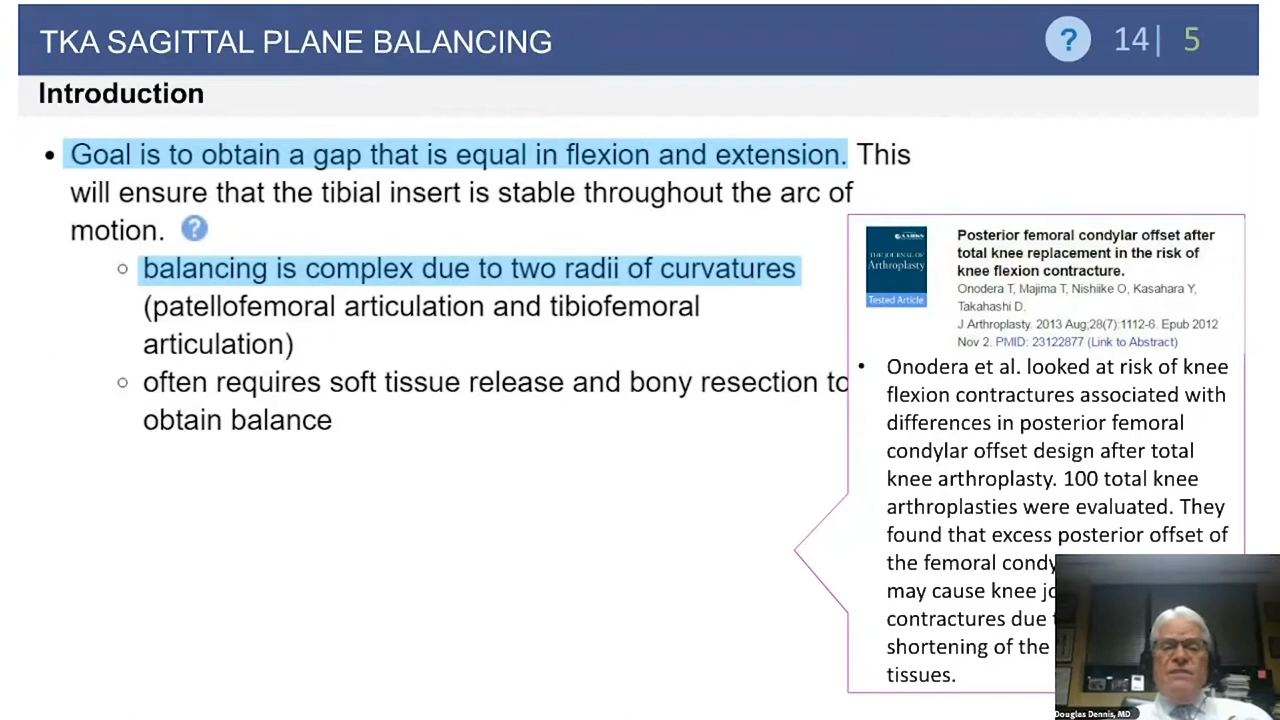 TKA SAGITTAL PLANE BALANCING
? 14| 5
Introduction
• Goal is to obtain a gap that is equal in flexion and extension. This
will ensure that the tibial insert is stable throughout the arc of
motion. ?
○ balancing is complex due to two radii of curvatures
(patellofemoral articulation and tibiofemoral
articulation)
○ often requires soft tissue release and bony resection to
obtain balance
THE JOURNAL OF
Arthroplasty
Tested Article
Posterior femoral condylar offset after
total knee replacement in the risk of
knee flexion contracture.
Onodera T, Majima T, Nishiike O, Kasahara Y,
Takahashi D.
J Arthroplasty. 2013 Aug;28(7):1112-6. Epub 2012
Nov 2. PMID: 23122877 (Link to Abstract)
• Onodera et al. looked at risk of knee
flexion contractures associated with
differences in posterior femoral
condylar offset design after total
knee arthroplasty. 100 total knee
arthroplasties were evaluated. They
found that excess posterior offset of
the femoral condy
may cause knee jo
contractures due
shortening of the
tissues.
Douglas Dennis, MD